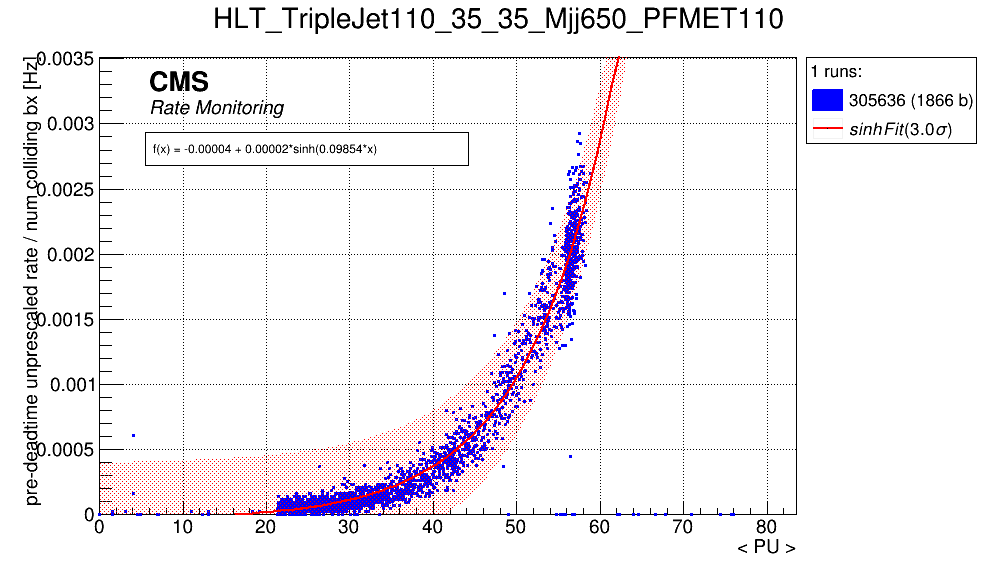 HLT_TripleJet110_35_35_Mjj650_PFMET110
pre-deadtime unprescaled rate / num colliding bx [Hz]
0.0035
0.003
0.0025
0.002
0.0015
0.001
0.0005
0
CMS
Rate Monitoring
f(x) = -0.00004 + 0.00002*sinh(0.09854*x)
1 runs:
305636 (1866 b)
sinhFit(3.0σ)
0 10 20 30 40 50 60 70 80
< PU >